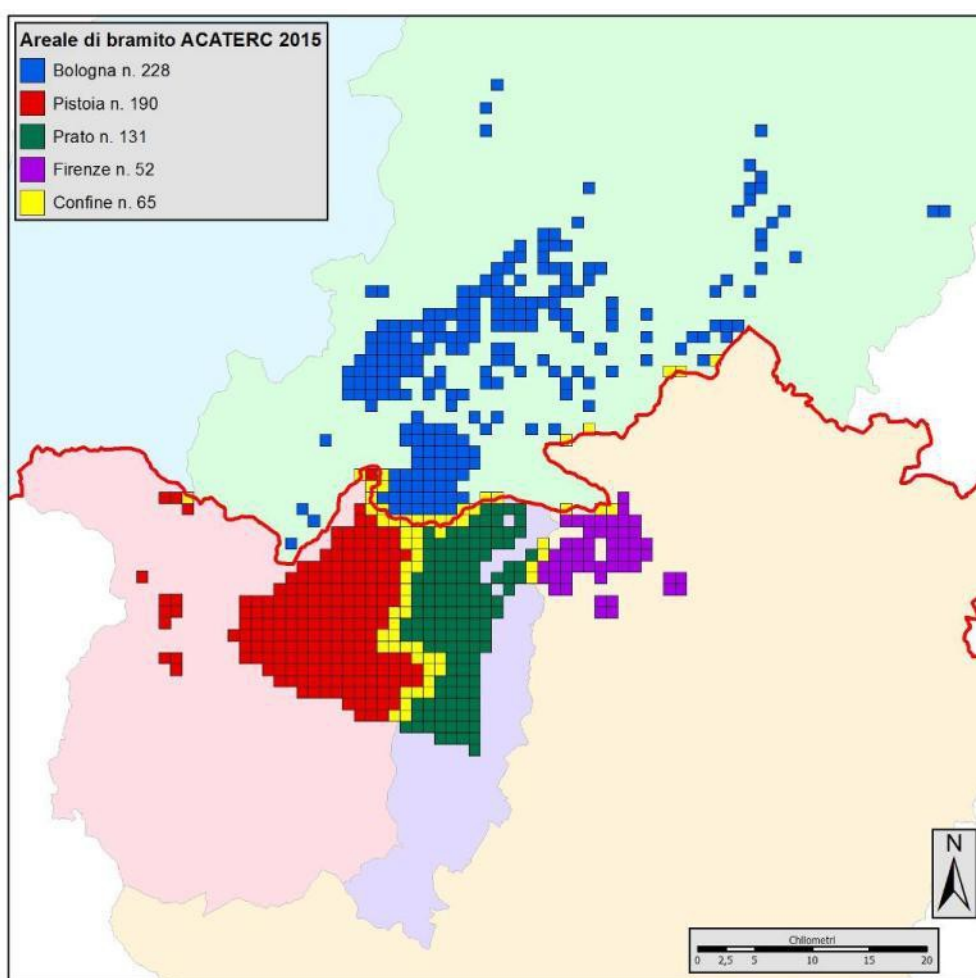 Areale di bramito ACATERC 2015
Bologna n. 228
Pistoia n. 190
Prato n. 131
Firenze n. 52
Confine n. 65
N
Chilometri
0 2,5 5 10 15 20